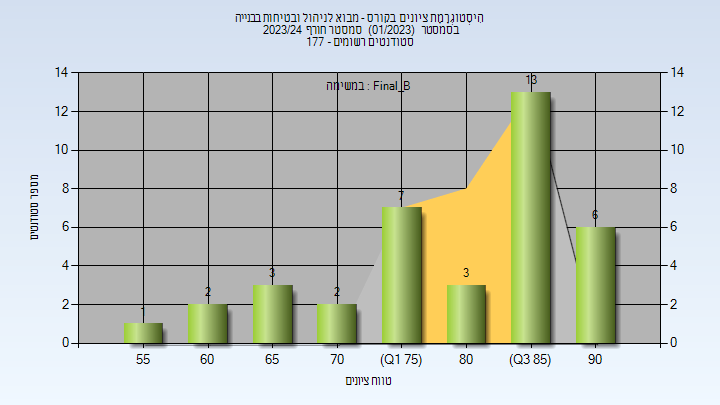 היסטוגרמת ציונים בקורס - מבוא לניהול ובטיחות בבנייה
בסמסטר (01/2023) סמסטר חורף 2023/24
סטודנטים רשומים - 177
במשימה : Final_B
מספר סטודנטים
14 12 10 8 6 4 2 0
1 2 3 2 7 3 13 6
14 12 10 8 6 4 2 0
55 60 65 70 (Q1 75) 80 (Q3 85) 90
טווח ציונים